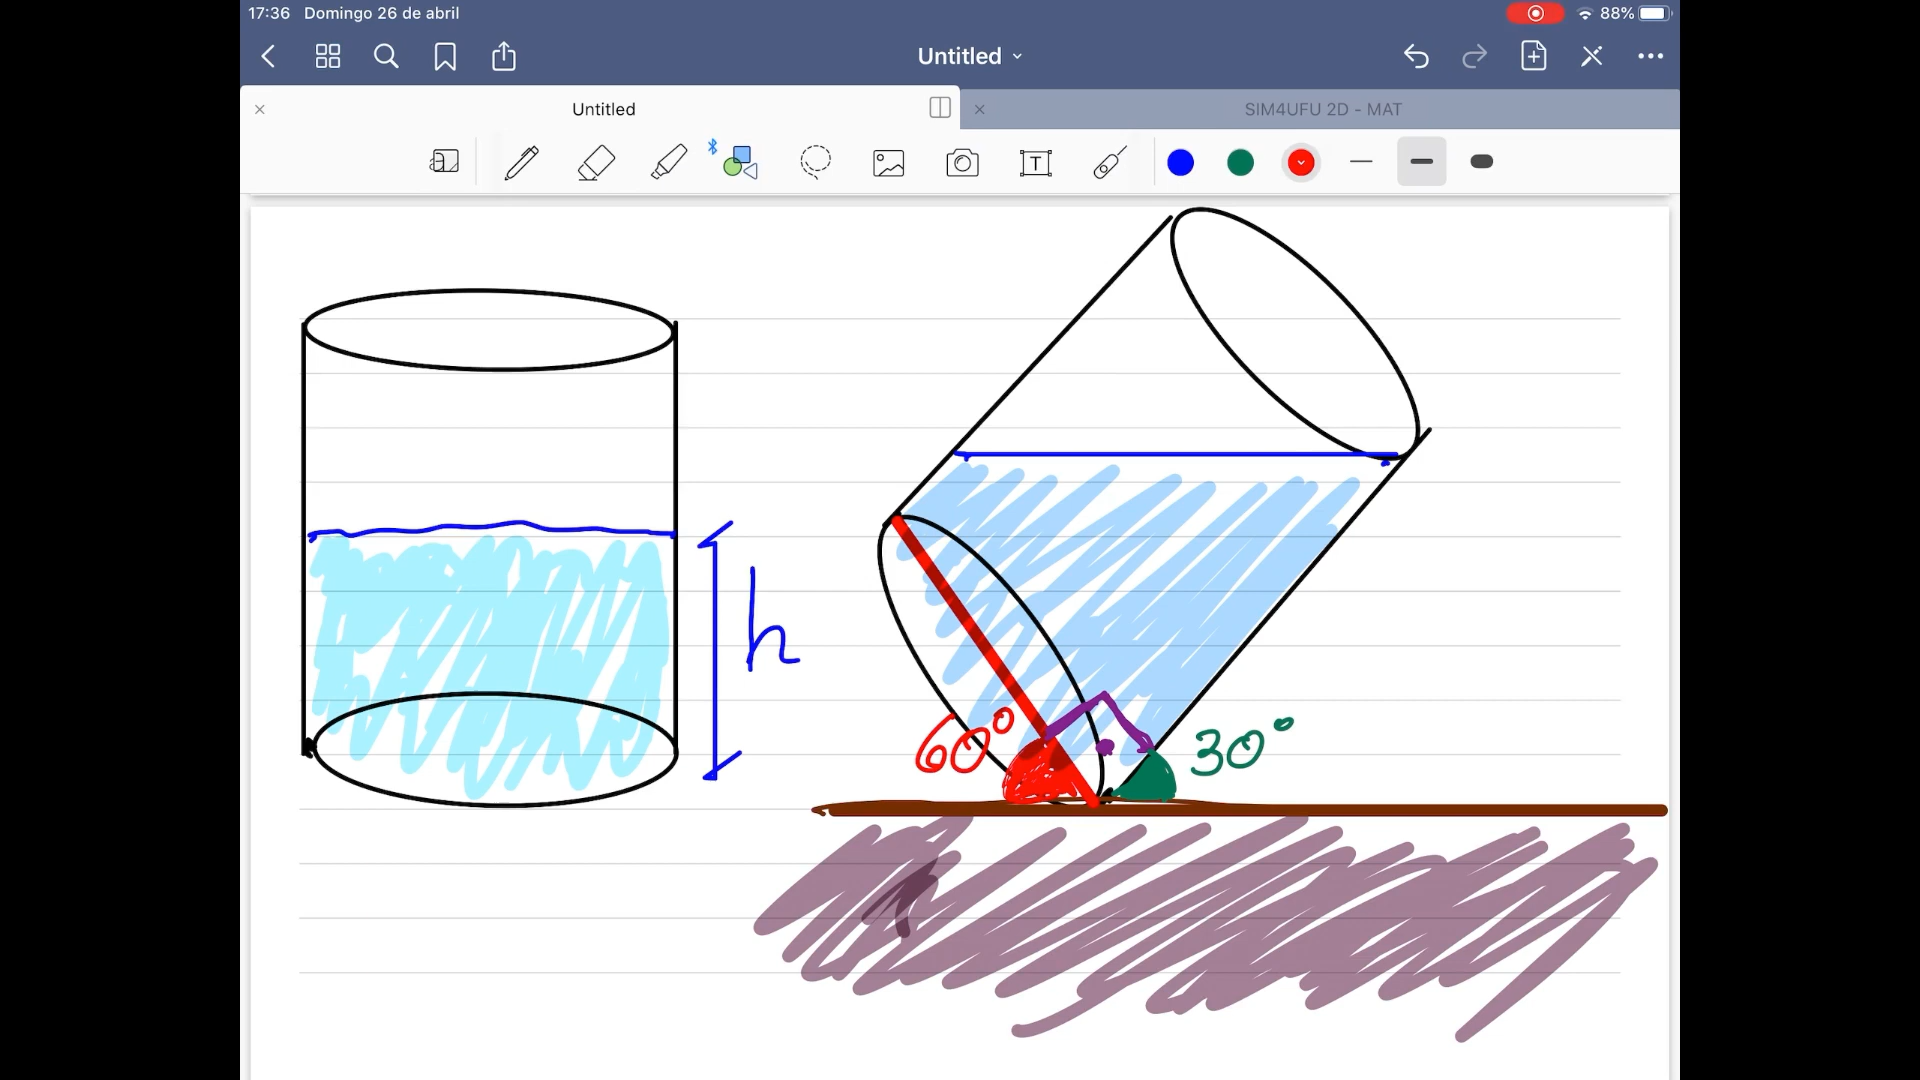 17:36 Domingo 26 de abril
88%
Untitled
Untitled
SIM4UFU 2D - MAT
T
h
60°
30°